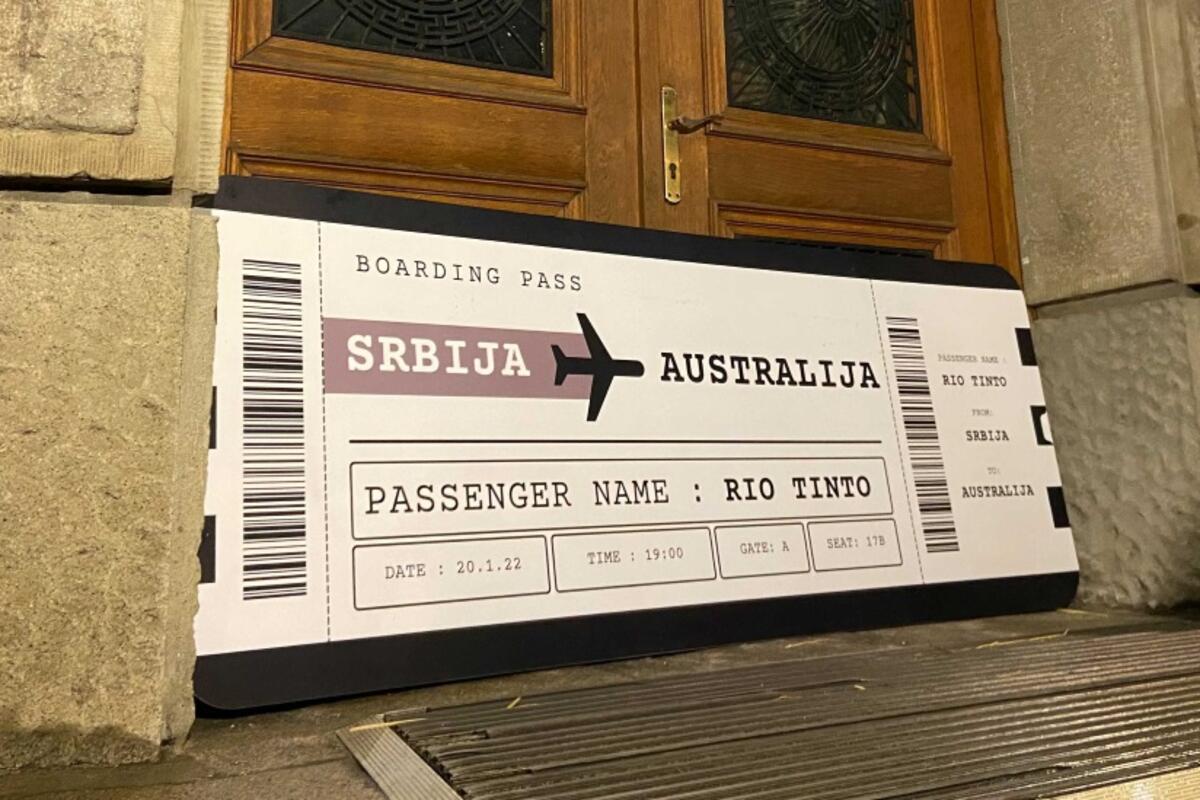 BOARDING PASS
SRBIJA AUSTRALIJA
PASSENGER NAME : RIO TINTO
DATE : 20.1.22
TIME : 19:00
GATE: A
SEAT: 17B
PASSENGER NAME :
RIO TINTO
FROM:
SRBIJA
TO:
AUSTRALIJA